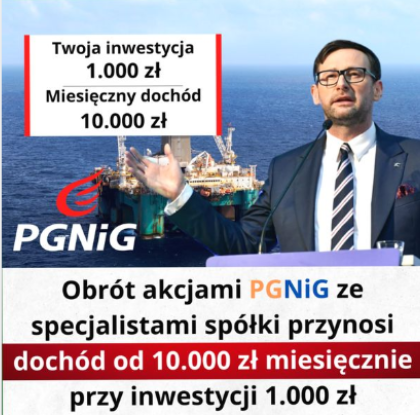 Twoja inwestycja
1.000 zł
Miesięczny dochód
10.000 zł
PGNiG
Obrót akcjami PGNiG ze
specjalistami spółki przynosi
dochód od 10.000 zł miesięcznie
przy inwestycji 1.000 zł